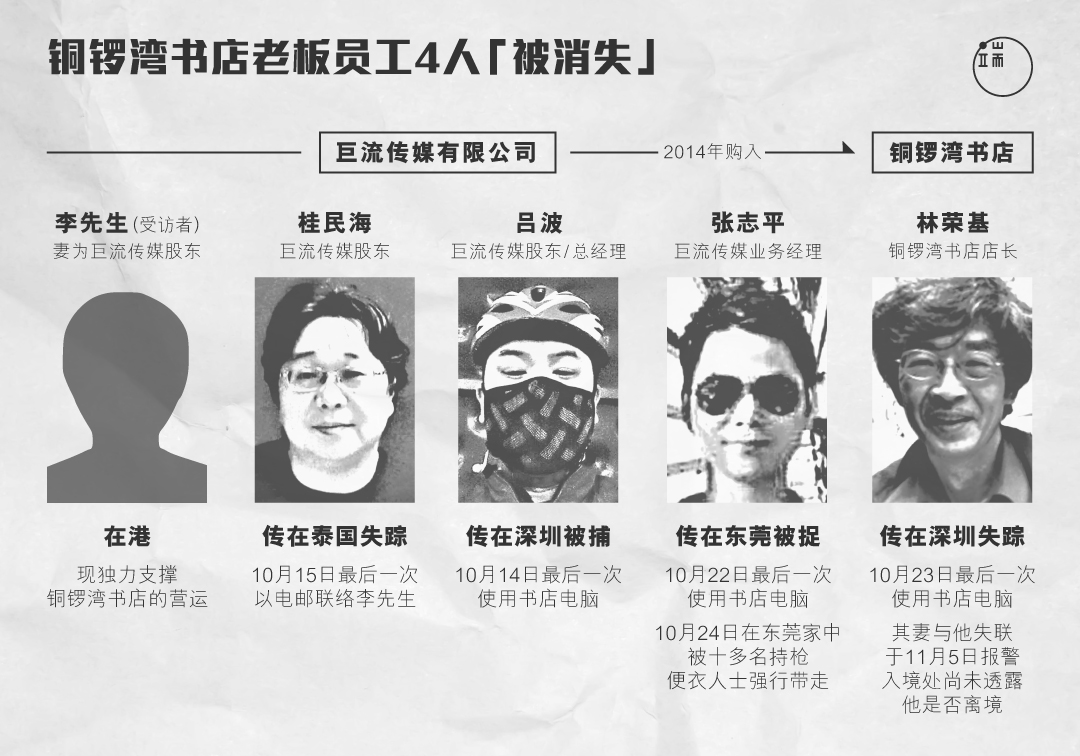 铜锣湾书店老板员工4人「被消失」
端
巨流传媒有限公司
2014年购入
铜锣湾书店
李先生(受访者)
妻为巨流传媒股东
在港
现独力支撑
铜锣湾书店的营运
桂民海
巨流传媒股东
传在泰国失踪
10月15日最后一次
以电邮联络李先生
吕波
巨流传媒股东/总经理
传在深圳被捕
10月14日最后一次
使用书店电脑
张志平
巨流传媒业务经理
传在东莞被捉
10月22日最后一次
使用书店电脑
10月24日在东莞家中
被十多名持枪
便衣人士强行带走
林荣基
铜锣湾书店店长
传在深圳失踪
10月23日最后一次
使用书店电脑
其妻与他失联
于11月5日报警
入境处尚未透露
他是否离境